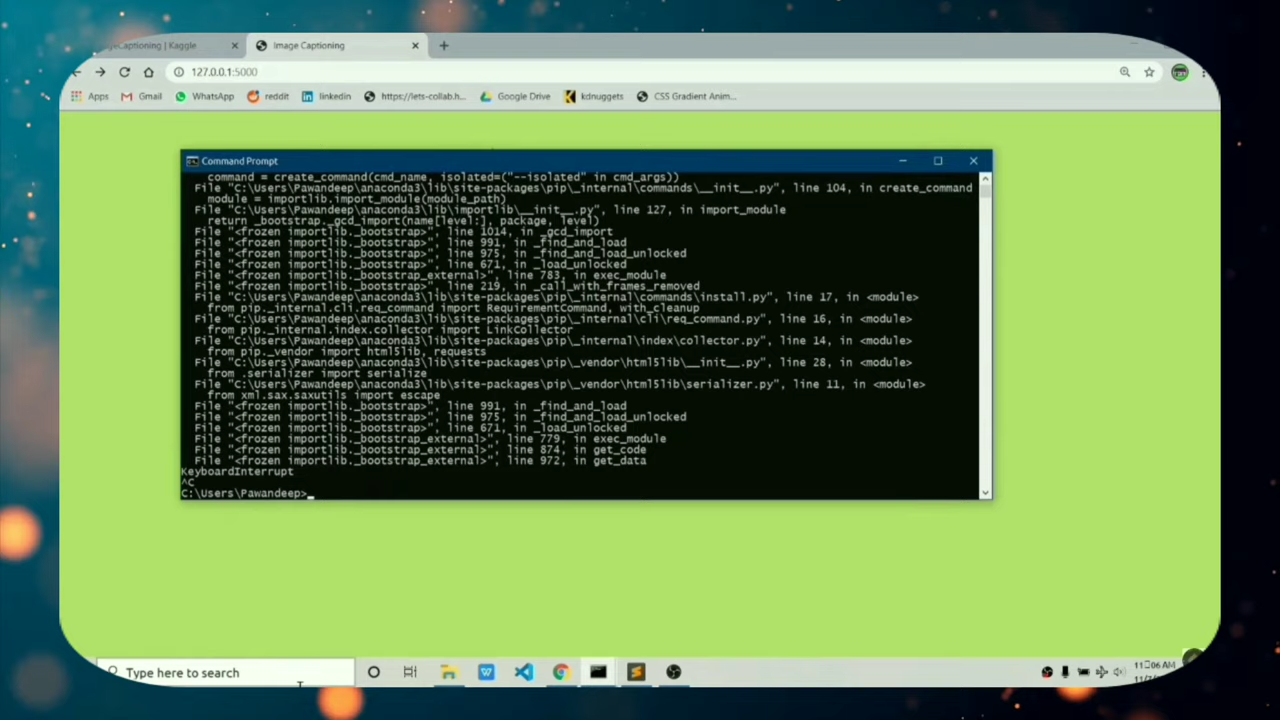 Captioning | Kaggle
Image Captioning
127.0.0.1:5000
Apps Gmail WhatsApp reddit linkedin https://lets-collab.h... Google Drive kdnuggets CSS Gradient Anim...
Command Prompt
command = create_command(cmd_name, isolated=("--isolated" in cmd_args))
File "C:\Users\Pawandeep\anaconda3\lib\site-packages\pip\_internal\commands\__init__.py", line 104, in create_command
module = importlib.import_module(module_path)
File "C:\Users\Pawandeep\anaconda3\lib\importlib\__init__.py", line 127, in import_module
return _bootstrap._gcd_import(name[level:], package, level)
File "<frozen importlib._bootstrap>", line 1014, in _gcd_import
File "<frozen importlib._bootstrap>", line 991, in _find_and_load
File "<frozen importlib._bootstrap>", line 975, in _find_and_load_unlocked
File "<frozen importlib._bootstrap>", line 671, in _load_unlocked
File "<frozen importlib._bootstrap_external>", line 783, in exec_module
File "<frozen importlib._bootstrap>", line 219, in _call_with_frames_removed
File "C:\Users\Pawandeep\anaconda3\lib\site-packages\pip\_internal\commands\install.py", line 17, in <module>
from pip._internal.cli.req_command import RequirementCommand, with_cleanup
File "C:\Users\Pawandeep\anaconda3\lib\site-packages\pip\_internal\cli\req_command.py", line 16, in <module>
from pip._internal.index.collector import LinkCollector
File "C:\Users\Pawandeep\anaconda3\lib\site-packages\pip\_internal\index\collector.py", line 14, in <module>
from pip._vendor import html5lib, requests
File "C:\Users\Pawandeep\anaconda3\lib\site-packages\pip\_vendor\html5lib\__init__.py", line 28, in <module>
from .serializer import serialize
File "C:\Users\Pawandeep\anaconda3\lib\site-packages\pip\_vendor\html5lib\serializer.py", line 11, in <module>
from xml.sax.saxutils import escape
File "<frozen importlib._bootstrap>", line 991, in _find_and_load
File "<frozen importlib._bootstrap>", line 975, in _find_and_load_unlocked
File "<frozen importlib._bootstrap>", line 671, in _load_unlocked
File "<frozen importlib._bootstrap_external>", line 779, in exec_module
File "<frozen importlib._bootstrap_external>", line 874, in get_code
File "<frozen importlib._bootstrap_external>", line 972, in get_data
KeyboardInterrupt
^C
C:\Users\Pawandeep>
Type here to search
06 AM